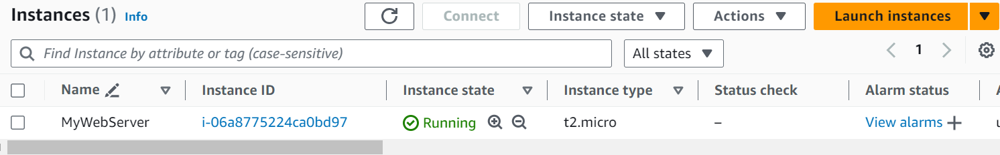 Instances (1) Info Connect Instance state Actions Launch instances
Find Instance by attribute or tag (case-sensitive) All states 1
Name Instance ID Instance state Instance type Status check Alarm status
MyWebServer i-06a8775224ca0bd97 Running t2.micro – View alarms